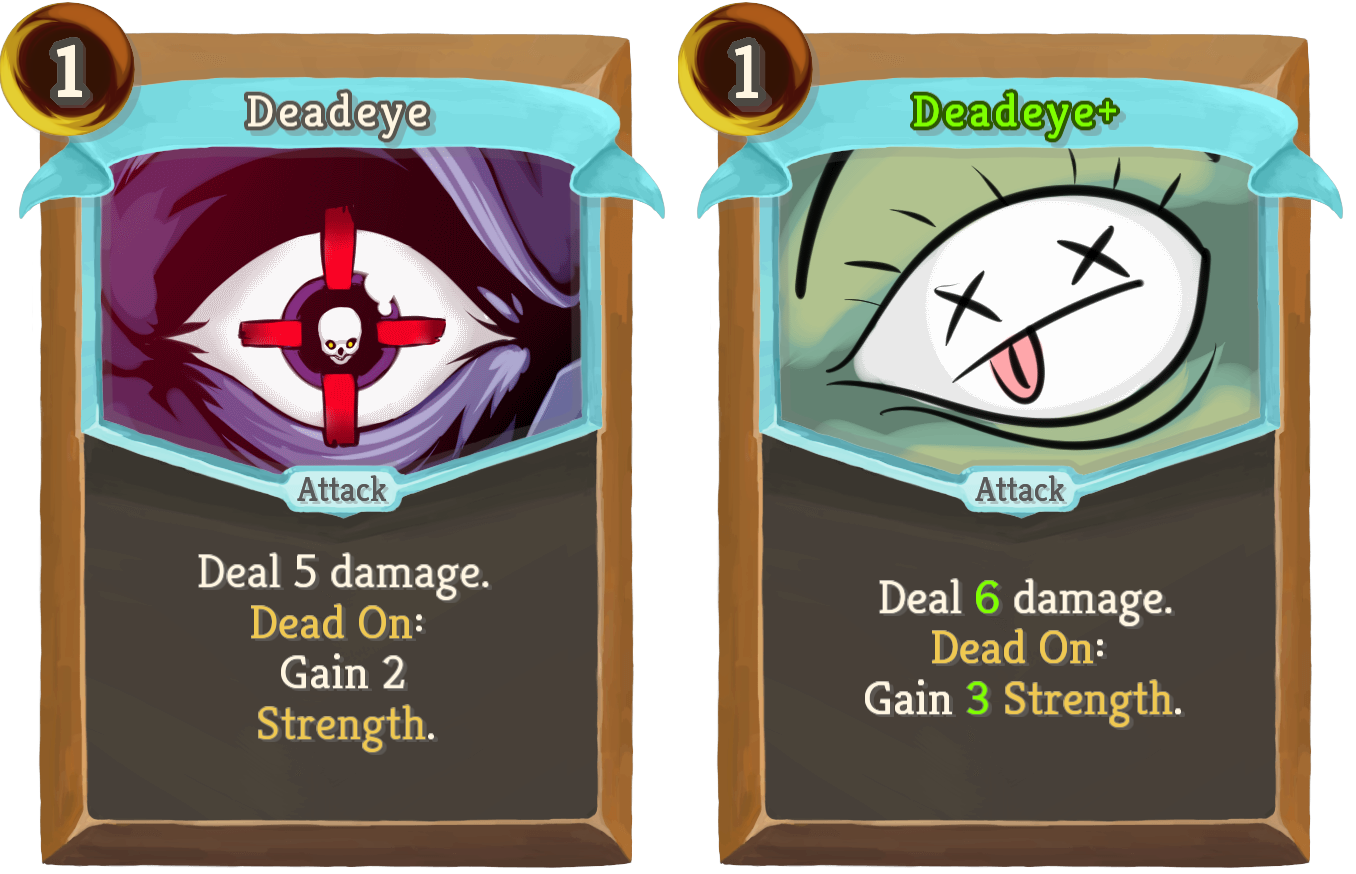 1
Deadeye
Attack
Deal 5 damage.
Dead On:
Gain 2
Strength.
1
Deadeye+
Attack
Deal 6 damage.
Dead On:
Gain 3 Strength.